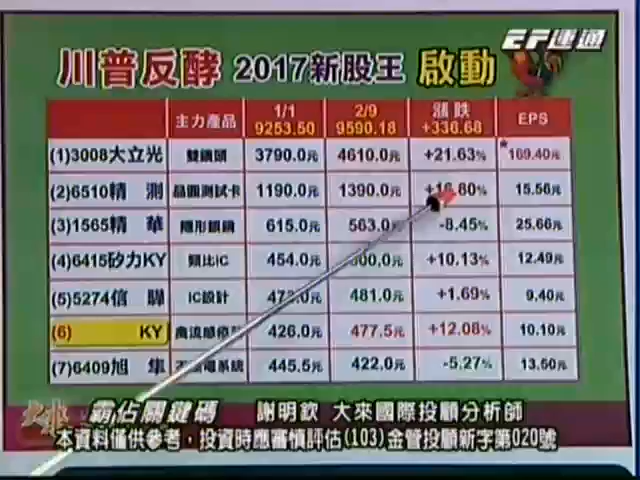 EF運通
川普反酵 2017新股王 啟動
主力產品 1/1 9253.50 2/9 9590.18 漲跌 +336.68 EPS
(1)3008大立光 雙鏡頭 3790.0元 4610.0元 +21.63% *169.40元
(2)6510精 測 晶圓測試卡 1190.0元 1390.0元 +16.80% 15.56元
(3)1565精 華 隱形眼鏡 615.0元 563.0元 -8.45% 25.66元
(4)6415矽力KY 類比IC 454.0元 500.0元 +10.13% 12.49元
(5)5274信 驊 IC設計 473.0元 481.0元 +1.69% 9.40元
(6) KY 426.0元 477.5元 +12.08% 10.10元
(7)6409旭 隼 445.5元 422.0元 -5.27% 13.50元
霸佔關鍵碼 謝明欽 大來國際投顧分析師
本資料僅供參考，投資時應審慎評估(103)金管投顧新字第020號